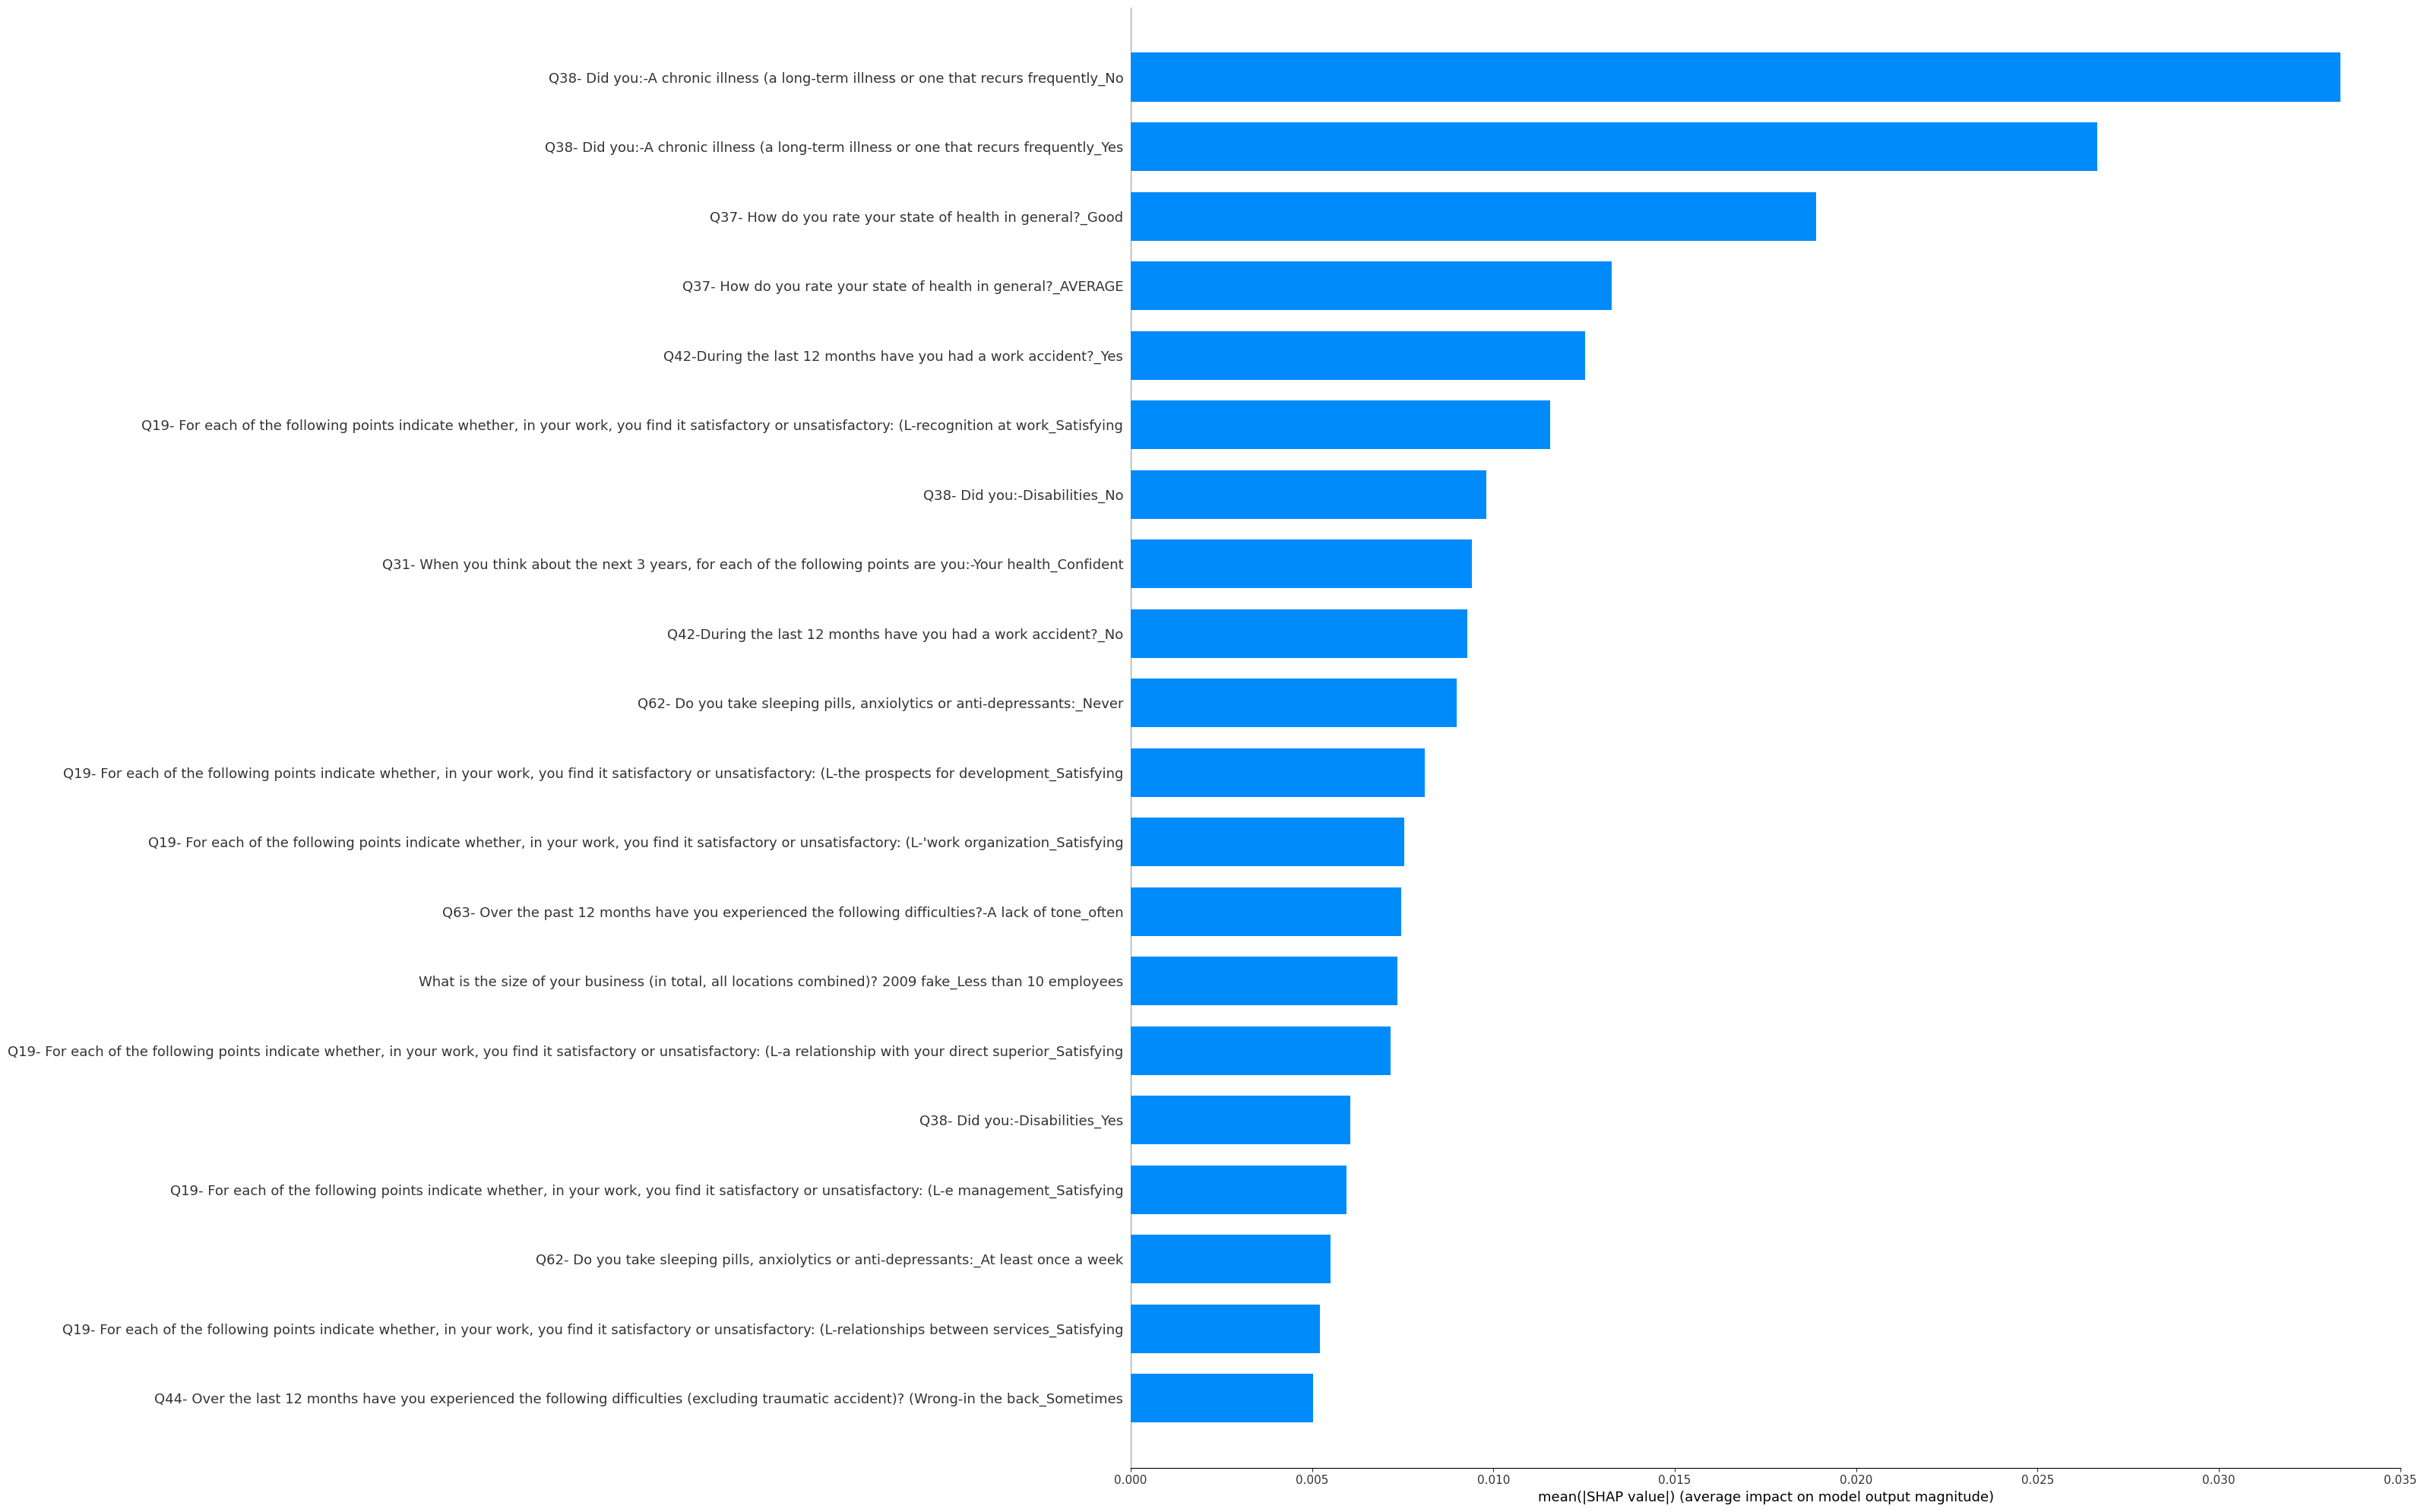 Q38- Did you:-A chronic illness (a long-term illness or one that recurs frequently_No
Q38- Did you:-A chronic illness (a long-term illness or one that recurs frequently_Yes
Q37- How do you rate your state of health in general?_Good
Q37- How do you rate your state of health in general?_AVERAGE
Q42-During the last 12 months have you had a work accident?_Yes
Q19- For each of the following points indicate whether, in your work, you find it satisfactory or unsatisfactory: (L-recognition at work_Satisfying
Q38- Did you:-Disabilities_No
Q31- When you think about the next 3 years, for each of the following points are you:-Your health_Confident
Q42-During the last 12 months have you had a work accident?_No
Q62- Do you take sleeping pills, anxiolytics or anti-depressants:_Never
Q19- For each of the following points indicate whether, in your work, you find it satisfactory or unsatisfactory: (L-the prospects for development_Satisfying
Q19- For each of the following points indicate whether, in your work, you find it satisfactory or unsatisfactory: (L-'work organization_Satisfying
Q63- Over the past 12 months have you experienced the following difficulties?-A lack of tone_often
What is the size of your business (in total, all locations combined)? 2009 fake_Less than 10 employees
Q19- For each of the following points indicate whether, in your work, you find it satisfactory or unsatisfactory: (L-a relationship with your direct superior_Satisfying
Q38- Did you:-Disabilities_Yes
Q19- For each of the following points indicate whether, in your work, you find it satisfactory or unsatisfactory: (L-e management_Satisfying
Q62- Do you take sleeping pills, anxiolytics or anti-depressants:_At least once a week
Q19- For each of the following points indicate whether, in your work, you find it satisfactory or unsatisfactory: (L-relationships between services_Satisfying
Q44- Over the last 12 months have you experienced the following difficulties (excluding traumatic accident)? (Wrong-in the back_Sometimes
0.000 0.005 0.010 0.015 0.020 0.025 0.030 0.035
mean(|SHAP value|) (average impact on model output magnitude)